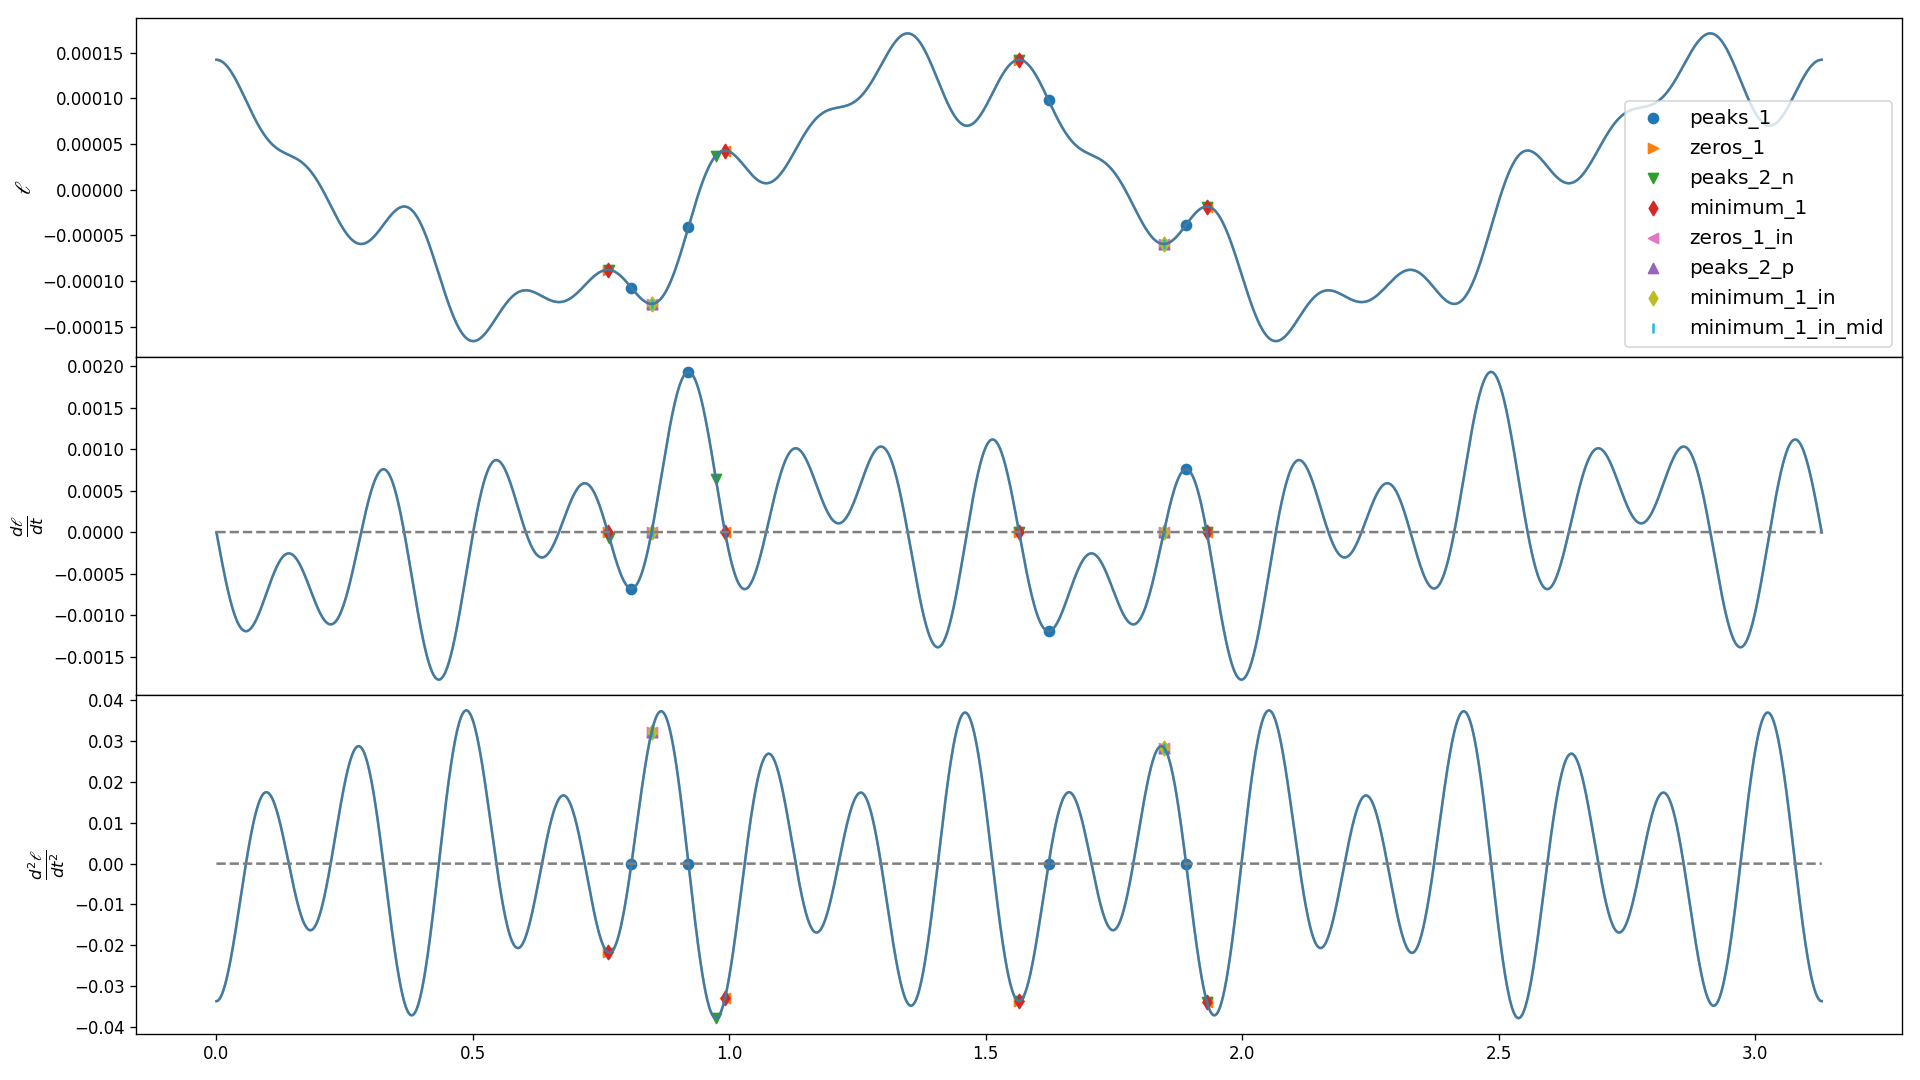 0.00015
0.00010
0.00005
0.00000
−0.00005
−0.00010
−0.00015
ℓ
peaks_1
zeros_1
peaks_2_n
minimum_1
zeros_1_in
peaks_2_p
minimum_1_in
minimum_1_in_mid
0.0020
0.0015
0.0010
0.0005
0.0000
−0.0005
−0.0010
−0.0015
dℓ
dt
0.04
0.03
0.02
0.01
0.00
−0.01
−0.02
−0.03
−0.04
d²ℓ
dt²
0.0 0.5 1.0 1.5 2.0 2.5 3.0